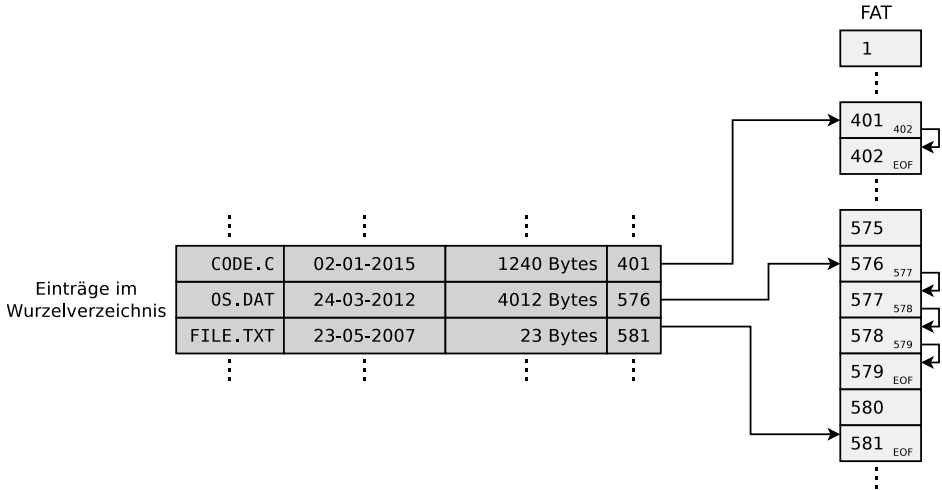 FAT
1
401 402
402 EOF
575
CODE.C 02-01-2015 1240 Bytes 401
576 577
Einträge im
Wurzelverzeichnis
OS.DAT 24-03-2012 4012 Bytes 576
577 578
FILE.TXT 23-05-2007 23 Bytes 581
578 579
579 EOF
580
581 EOF